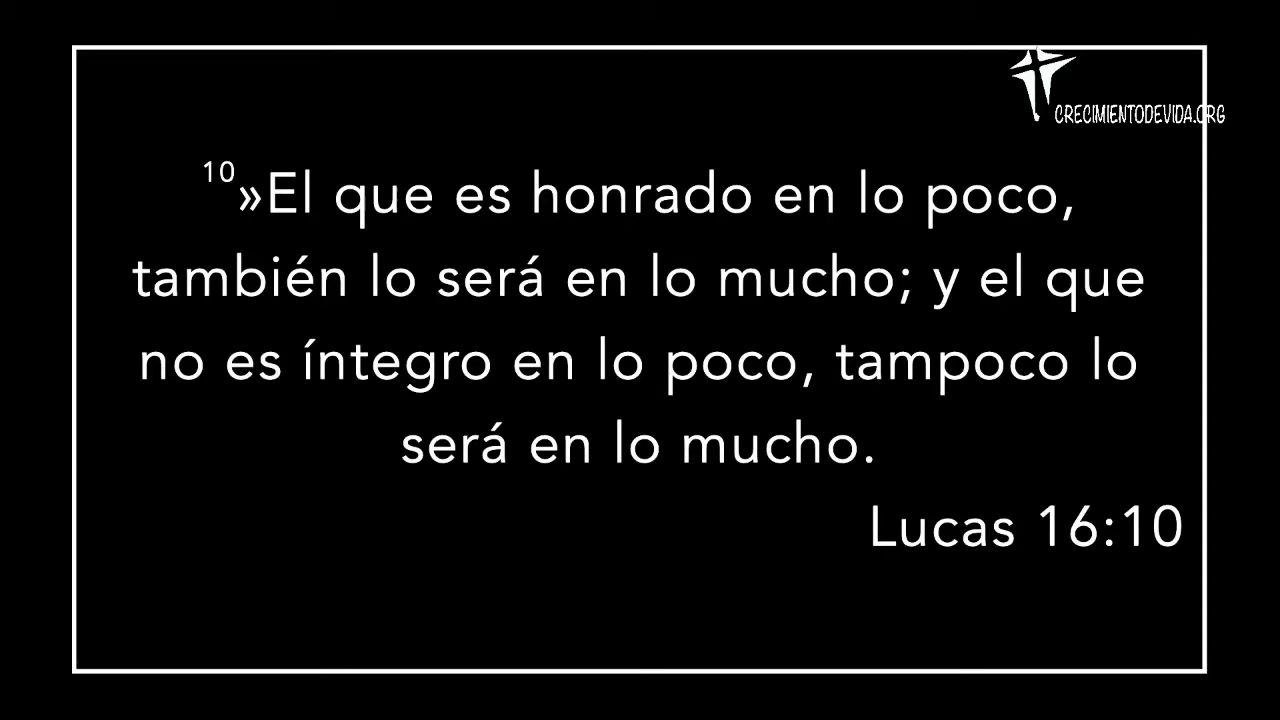 CRECIMIENTODEVIDA.ORG
10»El que es honrado en lo poco,
también lo será en lo mucho; y el que
no es íntegro en lo poco, tampoco lo
será en lo mucho.
Lucas 16:10